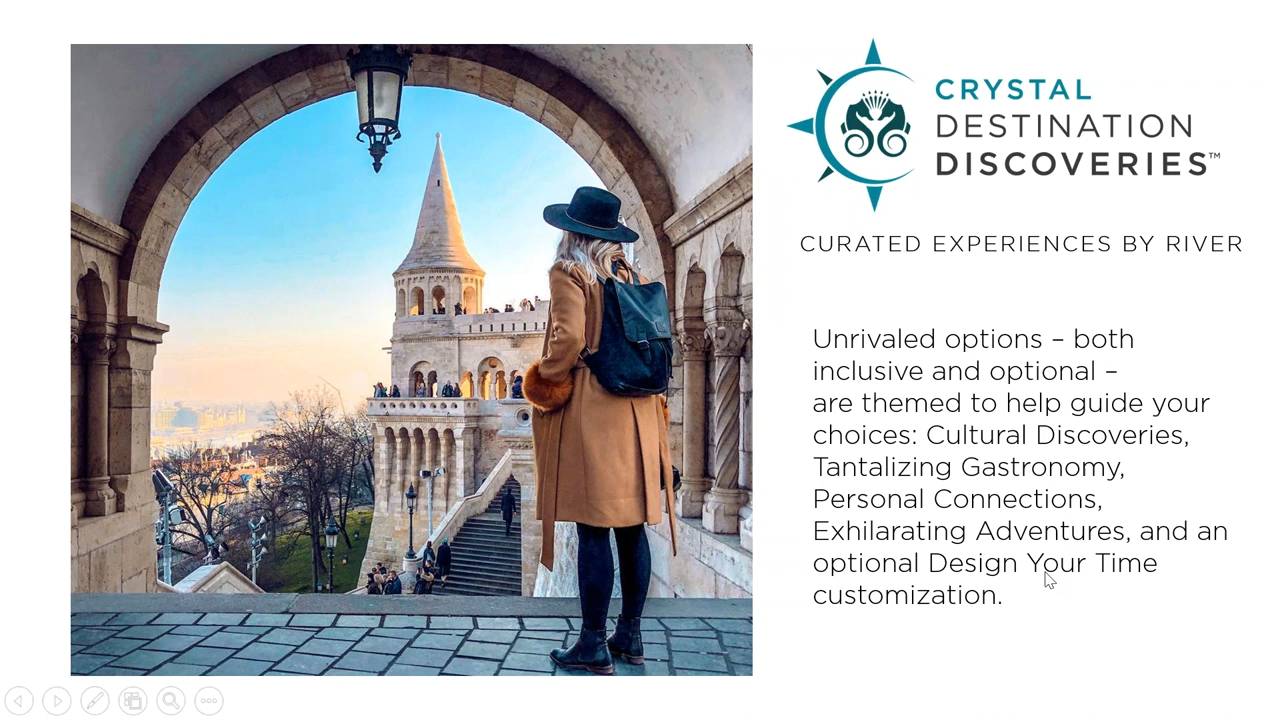 CRYSTAL
DESTINATION
DISCOVERIES™
CURATED EXPERIENCES BY RIVER
Unrivaled options – both
inclusive and optional –
are themed to help guide your
choices: Cultural Discoveries,
Tantalizing Gastronomy,
Personal Connections,
Exhilarating Adventures, and an
optional Design Your Time
customization.